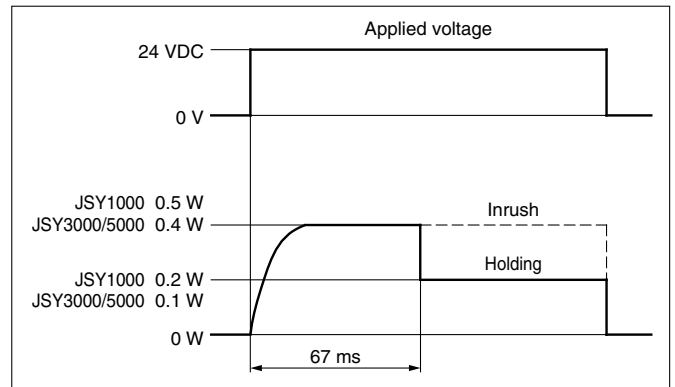 Applied voltage
24 VDC
0 V
JSY1000 0.5 W
JSY3000/5000 0.4 W
Inrush
JSY1000 0.2 W
Holding
JSY3000/5000 0.1 W
0 W
67 ms